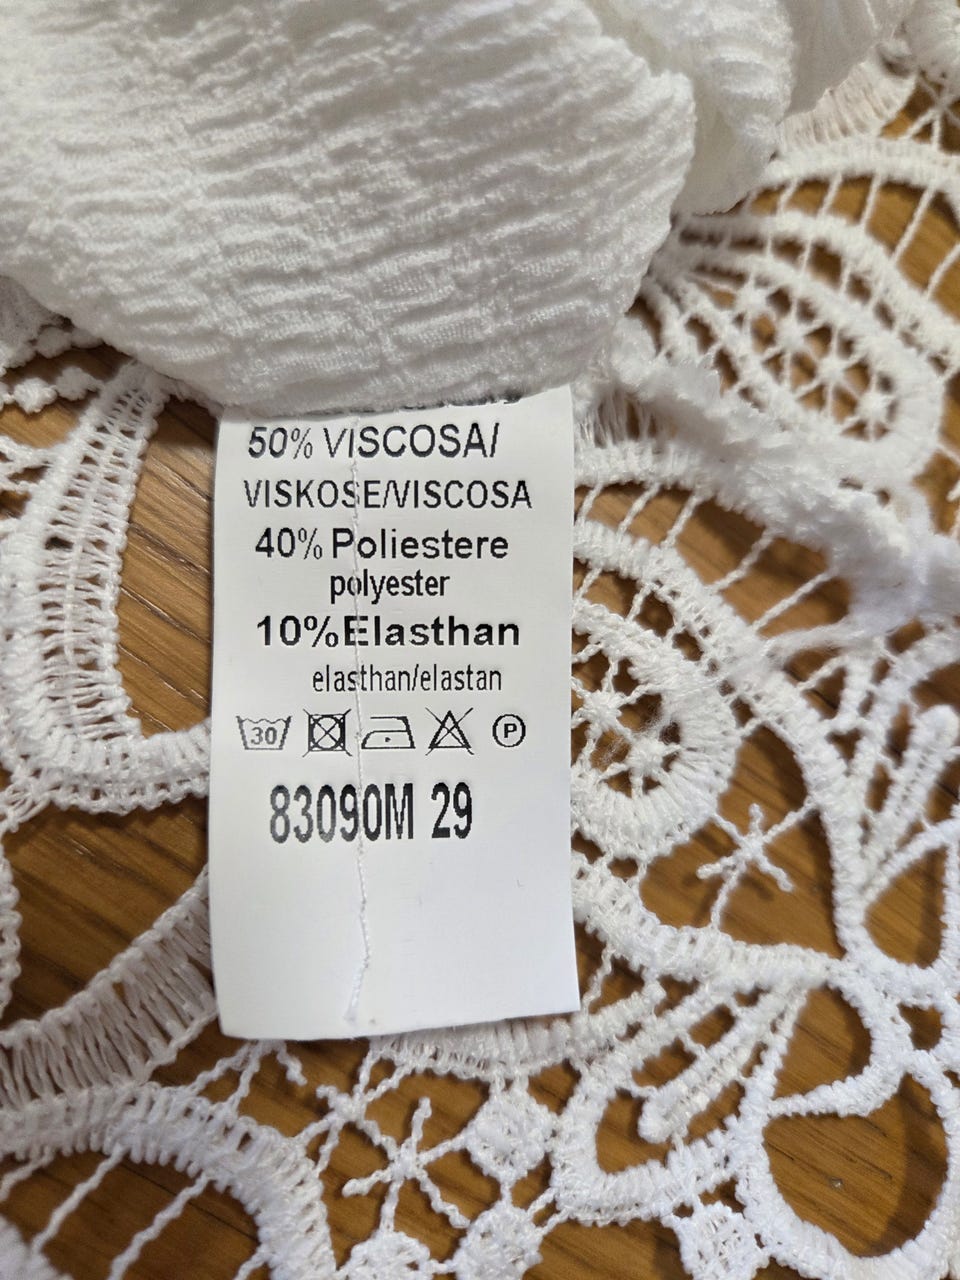 50% VISCOSA/
VISKOSE/VISCOSA
40% Poliestere
polyester
10%Elasthan
elasthan/elastan
30 P
83090M 29